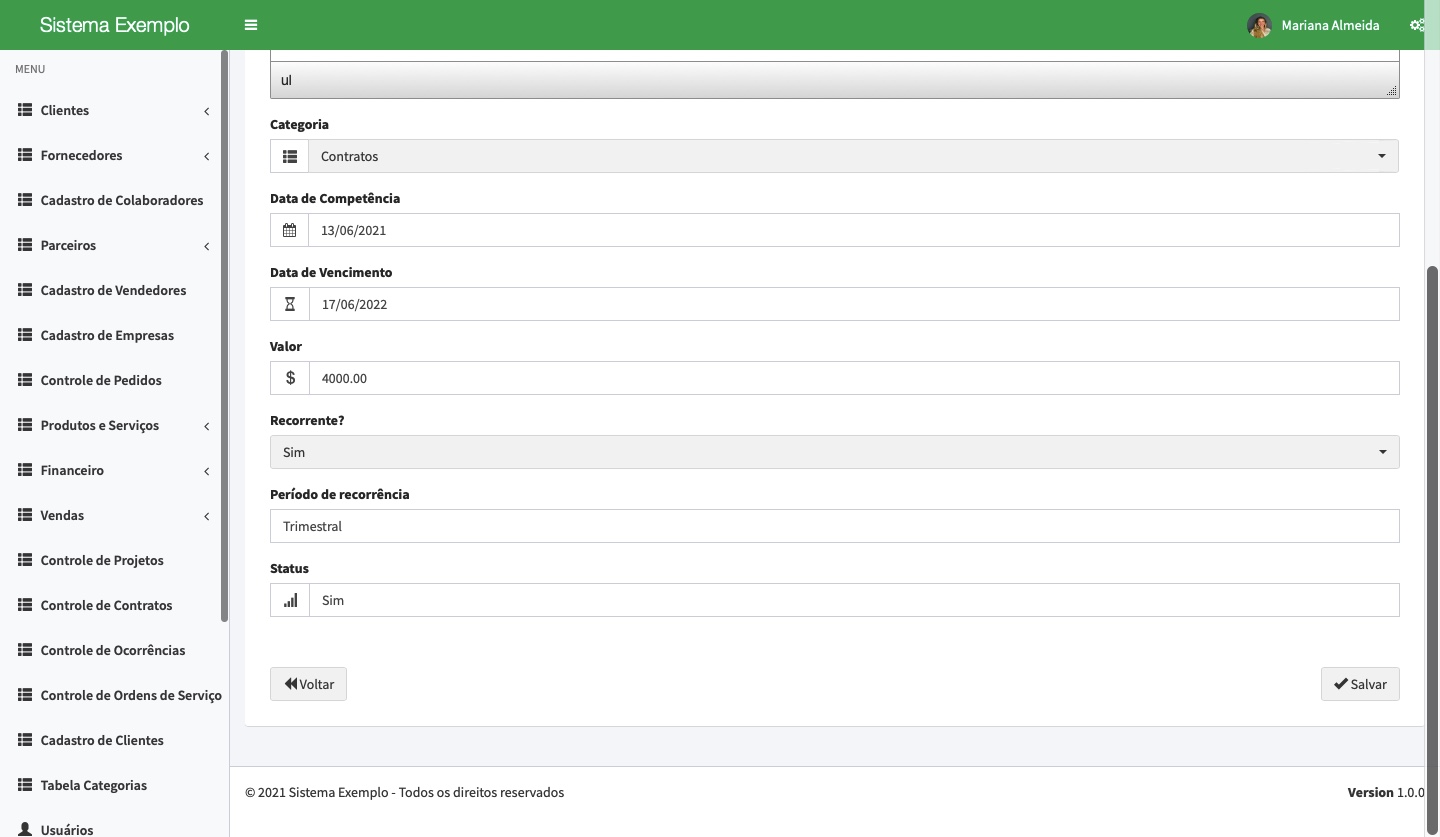 Sistema Exemplo
Mariana Almeida
MENU
Clientes
Fornecedores
Cadastro de Colaboradores
Parceiros
Cadastro de Vendedores
Cadastro de Empresas
Controle de Pedidos
Produtos e Serviços
Financeiro
Vendas
Controle de Projetos
Controle de Contratos
Controle de Ocorrências
Controle de Ordens de Serviço
Cadastro de Clientes
Tabela Categorias
Usuários
ul
Categoria
Contratos
Data de Competência
13/06/2021
Data de Vencimento
17/06/2022
Valor
$ 4000.00
Recorrente?
Sim
Período de recorrência
Trimestral
Status
Sim
Voltar
Salvar
© 2021 Sistema Exemplo - Todos os direitos reservados
Version 1.0.0